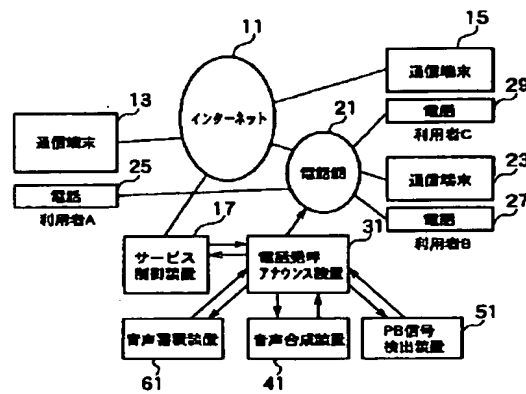 11
15
通信端末
29
電話
利用者C
インターネット
21
電話網
13
通信端末
25
電話
利用者A
23
通信端末
27
電話
利用者B
17
サービス
制御装置
31
電話発呼
アナウンス装置
音声蓄積装置
61
音声合成装置
41
PB信号
検出装置
51